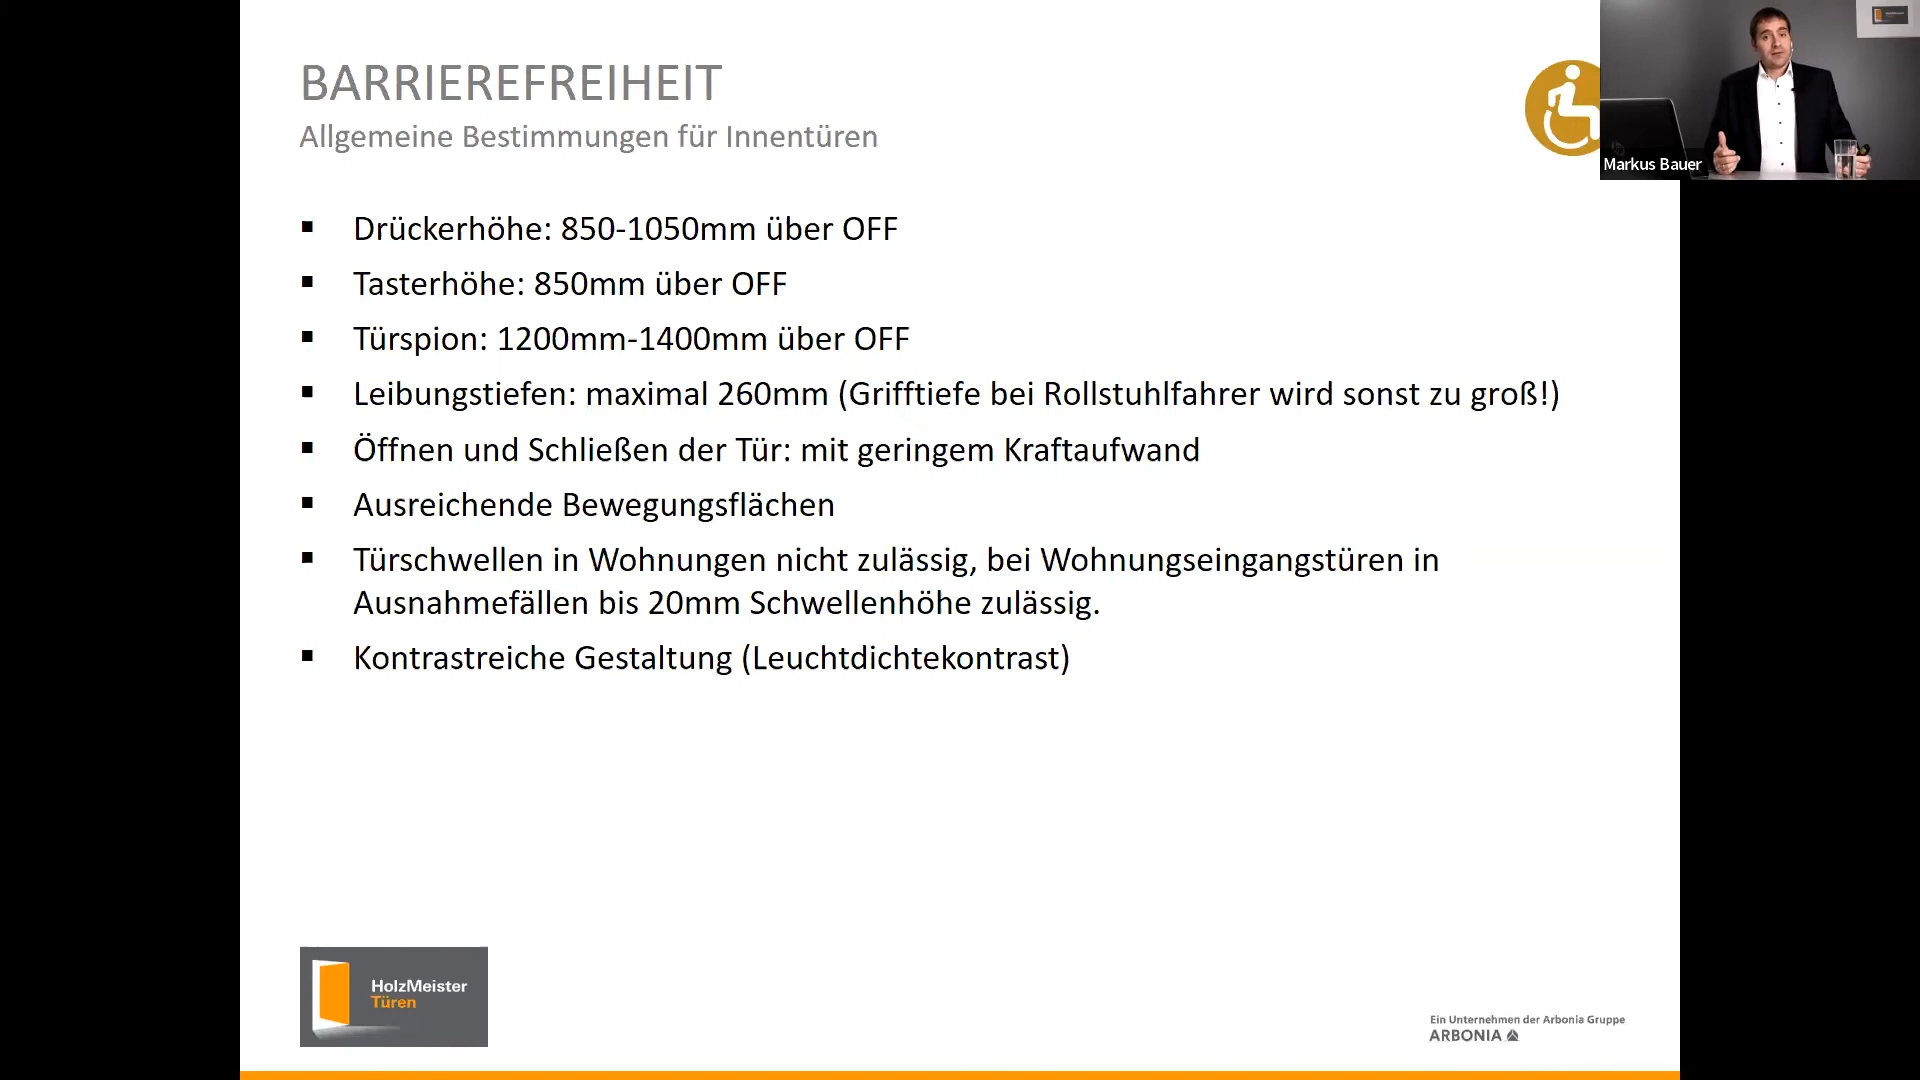 BARRIEREFREIHEIT
Allgemeine Bestimmungen für Innentüren
Markus Bauer
▪ Drückerhöhe: 850-1050mm über OFF
▪ Tasterhöhe: 850mm über OFF
▪ Türspion: 1200mm-1400mm über OFF
▪ Leibungstiefen: maximal 260mm (Grifftiefe bei Rollstuhlfahrer wird sonst zu groß!)
▪ Öffnen und Schließen der Tür: mit geringem Kraftaufwand
▪ Ausreichende Bewegungsflächen
▪ Türschwellen in Wohnungen nicht zulässig, bei Wohnungseingangstüren in
Ausnahmefällen bis 20mm Schwellenhöhe zulässig.
▪ Kontrastreiche Gestaltung (Leuchtdichtekontrast)
HolzMeister
Türen
Ein Unternehmen der Arbonia Gruppe
ARBONIA